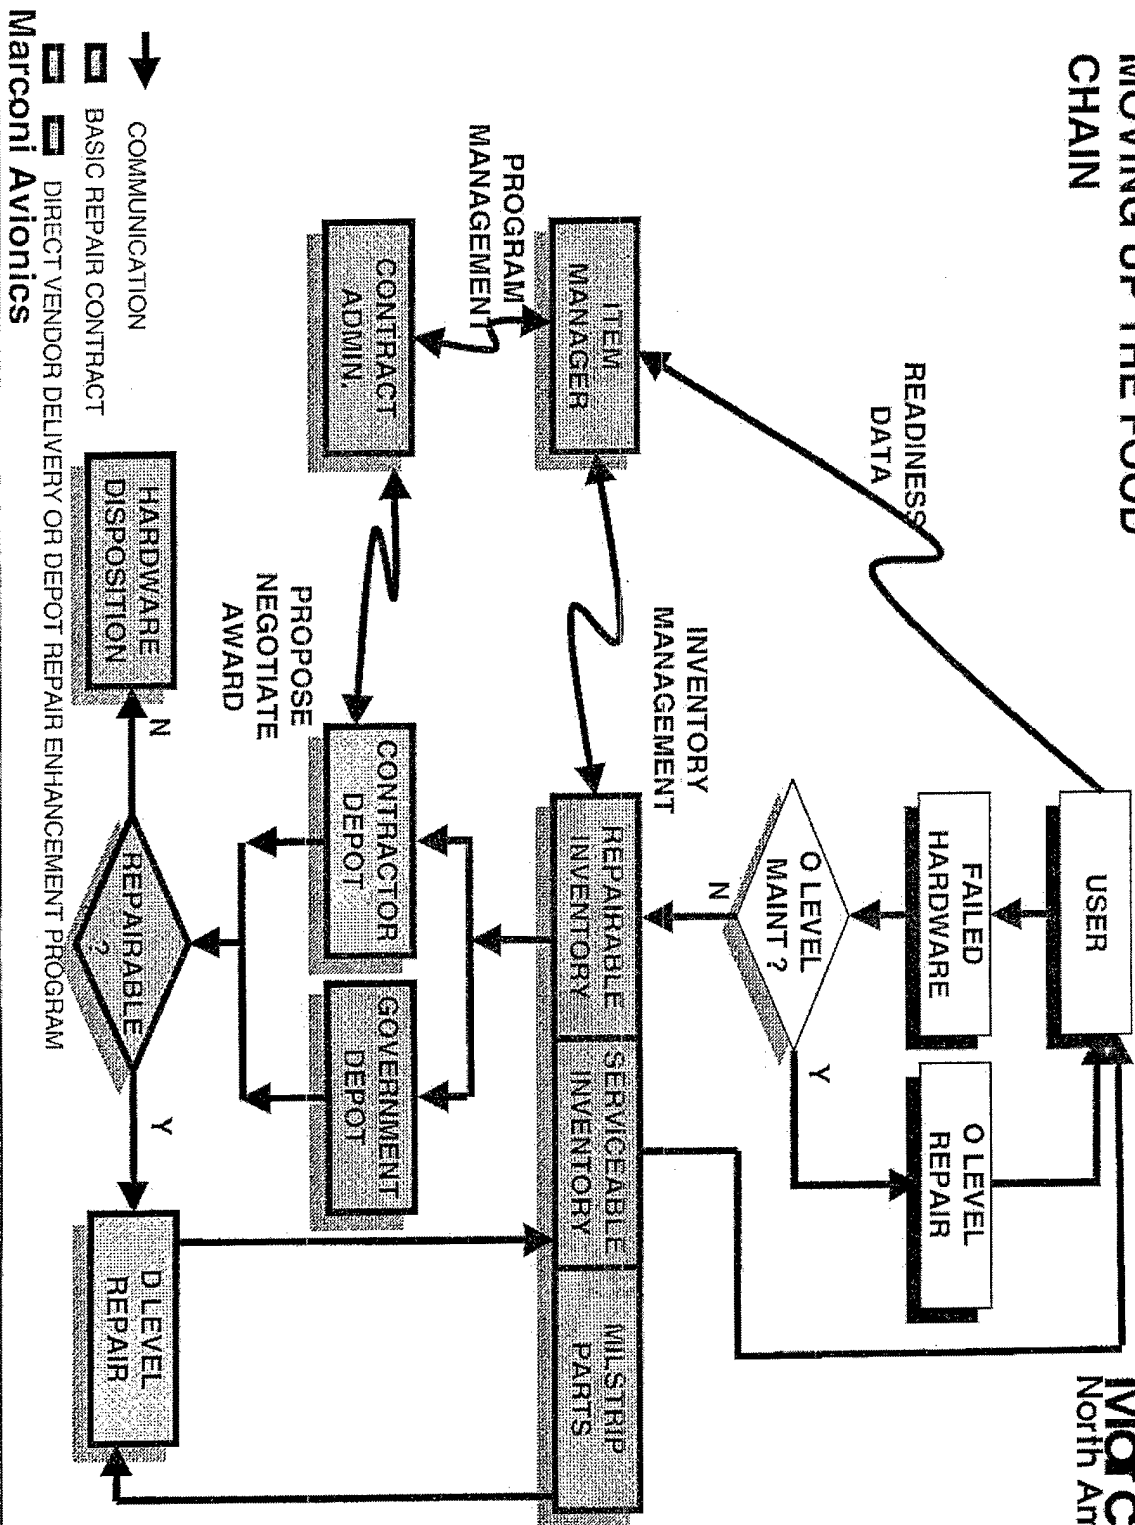 MOVING UP THE FOOD
CHAIN
North Am
USER
FAILED
HARDWARE
O LEVEL
REPAIR
O LEVEL
MAINT ?
Y
N
READINESS
DATA
INVENTORY
MANAGEMENT
ITEM
MANAGER
REPAIRABLE
INVENTORY
SERVICEABLE
INVENTORY
MILSTRIP
PARTS
PROGRAM
MANAGEMENT
CONTRACT
ADMIN.
CONTRACTOR
DEPOT
GOVERNMENT
DEPOT
PROPOSE
NEGOTIATE
AWARD
HARDWARE
DISPOSITION
N
REPAIRABLE
?
Y
D LEVEL
REPAIR
COMMUNICATION
BASIC REPAIR CONTRACT
DIRECT VENDOR DELIVERY OR DEPOT REPAIR ENHANCEMENT PROGRAM
Marconi Avionics